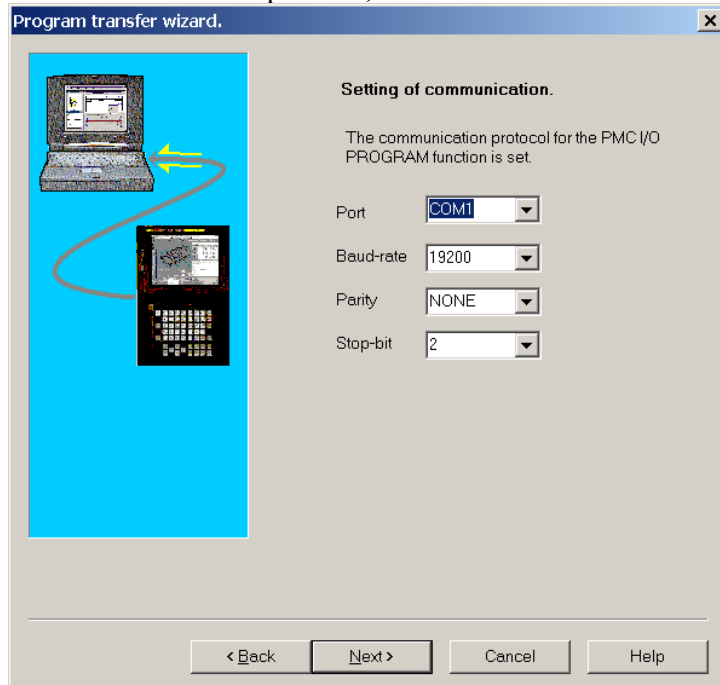 Program transfer wizard.
Setting of communication.
The communication protocol for the PMC I/O
PROGRAM function is set.
Port COM1
Baud-rate 19200
Parity NONE
Stop-bit 2
< Back Next > Cancel Help